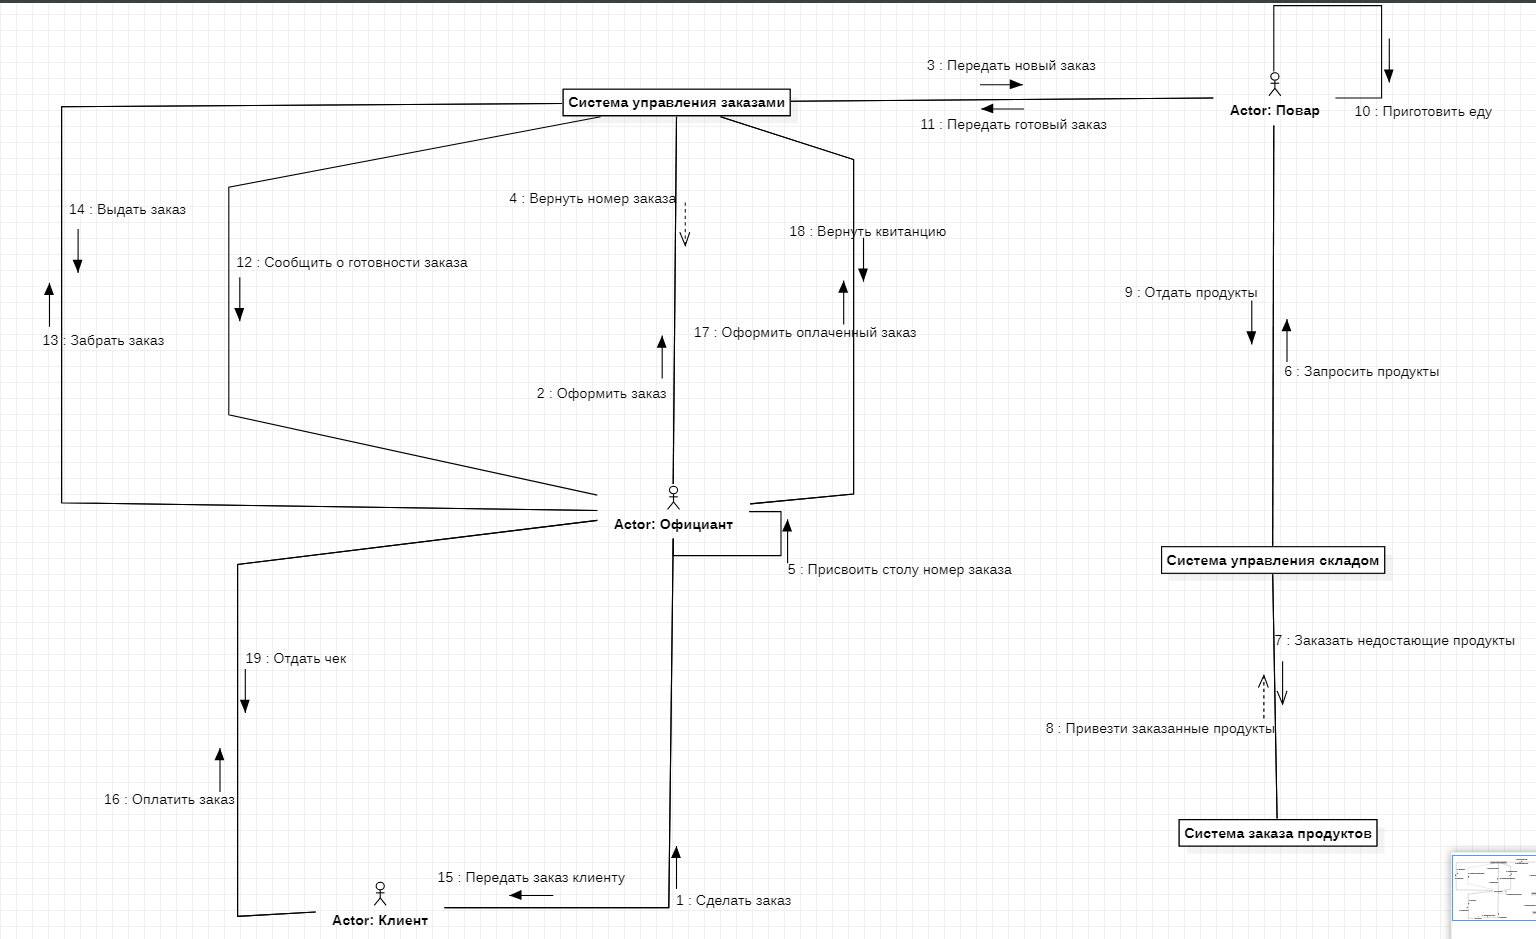 3 : Передать новый заказ
Система управления заказами
Actor: Повар
10 : Приготовить еду
11 : Передать готовый заказ
4 : Вернуть номер заказа
14 : Выдать заказ
18 : Вернуть квитанцию
12 : Сообщить о готовности заказа
9 : Отдать продукты
17 : Оформить оплаченный заказ
13 : Забрать заказ
6 : Запросить продукты
2 : Оформить заказ
Actor: Официант
Система управления складом
5 : Присвоить столу номер заказа
7 : Заказать недостающие продукты
19 : Отдать чек
8 : Привезти заказанные продукты
16 : Оплатить заказ
Система заказа продуктов
15 : Передать заказ клиенту
1 : Сделать заказ
Actor: Клиент